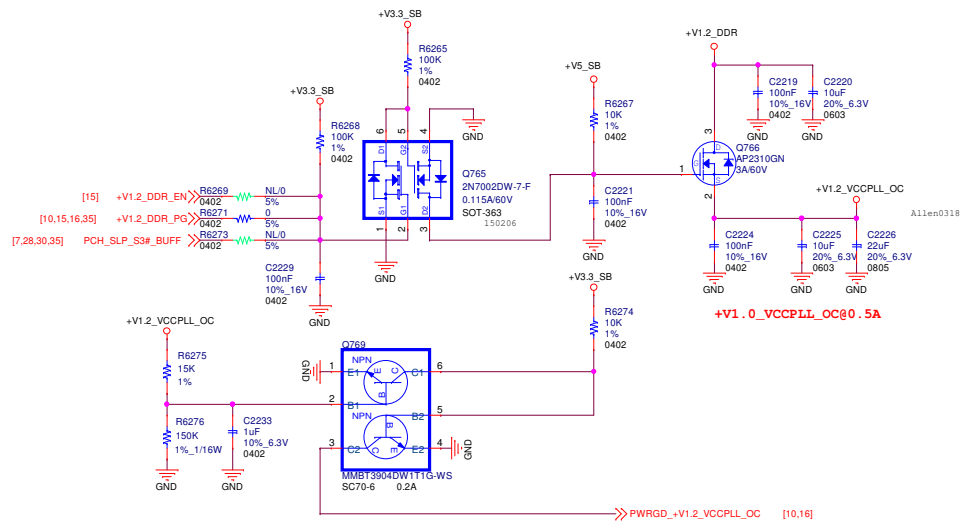 +V3.3_SB
R6265
100K
1%
0402
+V3.3_SB
R6268
100K
1%
0402
6
5
4
GND
D1
G2
S2
S1
G1
D2
1
2
3
GND
Q765
2N7002DW-7-F
0.115A/60V
SOT-363
150206
[15]
+V1.2_DDR_EN
R6269
0402
NL/0
5%
[10,15,16,35]
+V1.2_DDR_PG
R6271
0402
0
5%
[7,28,30,35]
PCH_SLP_S3#_BUFF
R6273
0402
NL/0
5%
C2229
100nF
10%_16V
0402
GND
+V5_SB
R6267
10K
1%
0402
C2221
100nF
10%_16V
0402
GND
+V1.2_DDR
C2219
100nF
10%_16V
0402
GND
C2220
10uF
20%_6.3V
0603
GND
3
D
G
S
1
2
Q766
AP2310GN
3A/60V
+V1.2_VCCPLL_OC
C2224
100nF
10%_16V
0402
GND
C2225
10uF
20%_6.3V
0603
C2226
22uF
20%_6.3V
0805
GND
Allen0318
+V1.0_VCCPLL_OC@0.5A
+V3.3_SB
R6274
10K
1%
0402
+V1.2_VCCPLL_OC
R6275
15K
1%
R6276
150K
1%_1/16W
GND
C2233
1uF
10%_6.3V
0402
GND
Q769
GND
1
E1
NPN
E
C
B
C1
6
2
B1
NPN
B
B2
5
3
C2
C
E
E2
4
GND
MMBT3904DW1T1G-WS
SC70-6
0.2A
PWRGD_+V1.2_VCCPLL_OC
[10,16]